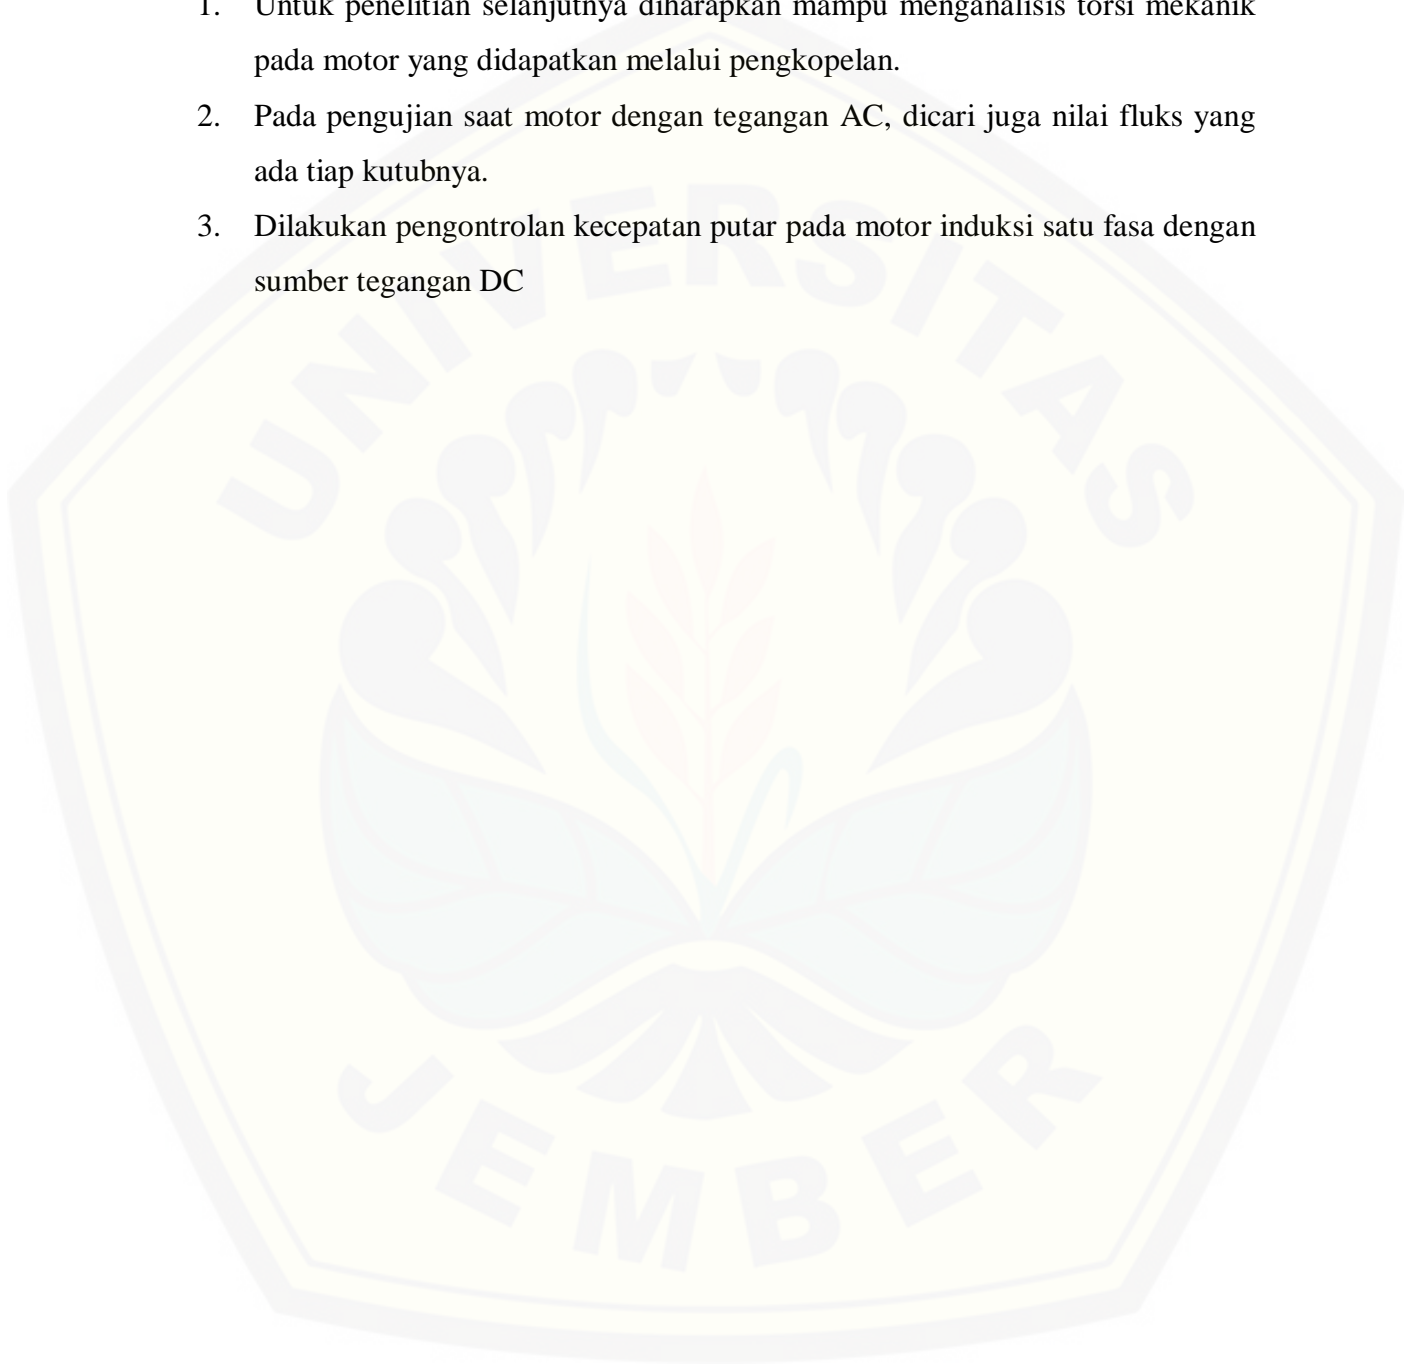 1. Untuk penelitian selanjutnya diharapkan mampu menganalisis torsi mekanik
pada motor yang didapatkan melalui pengkopelan.
2. Pada pengujian saat motor dengan tegangan AC, dicari juga nilai fluks yang
ada tiap kutubnya.
3. Dilakukan pengontrolan kecepatan putar pada motor induksi satu fasa dengan
sumber tegangan DC
UNIVERSITAS
JEMBER